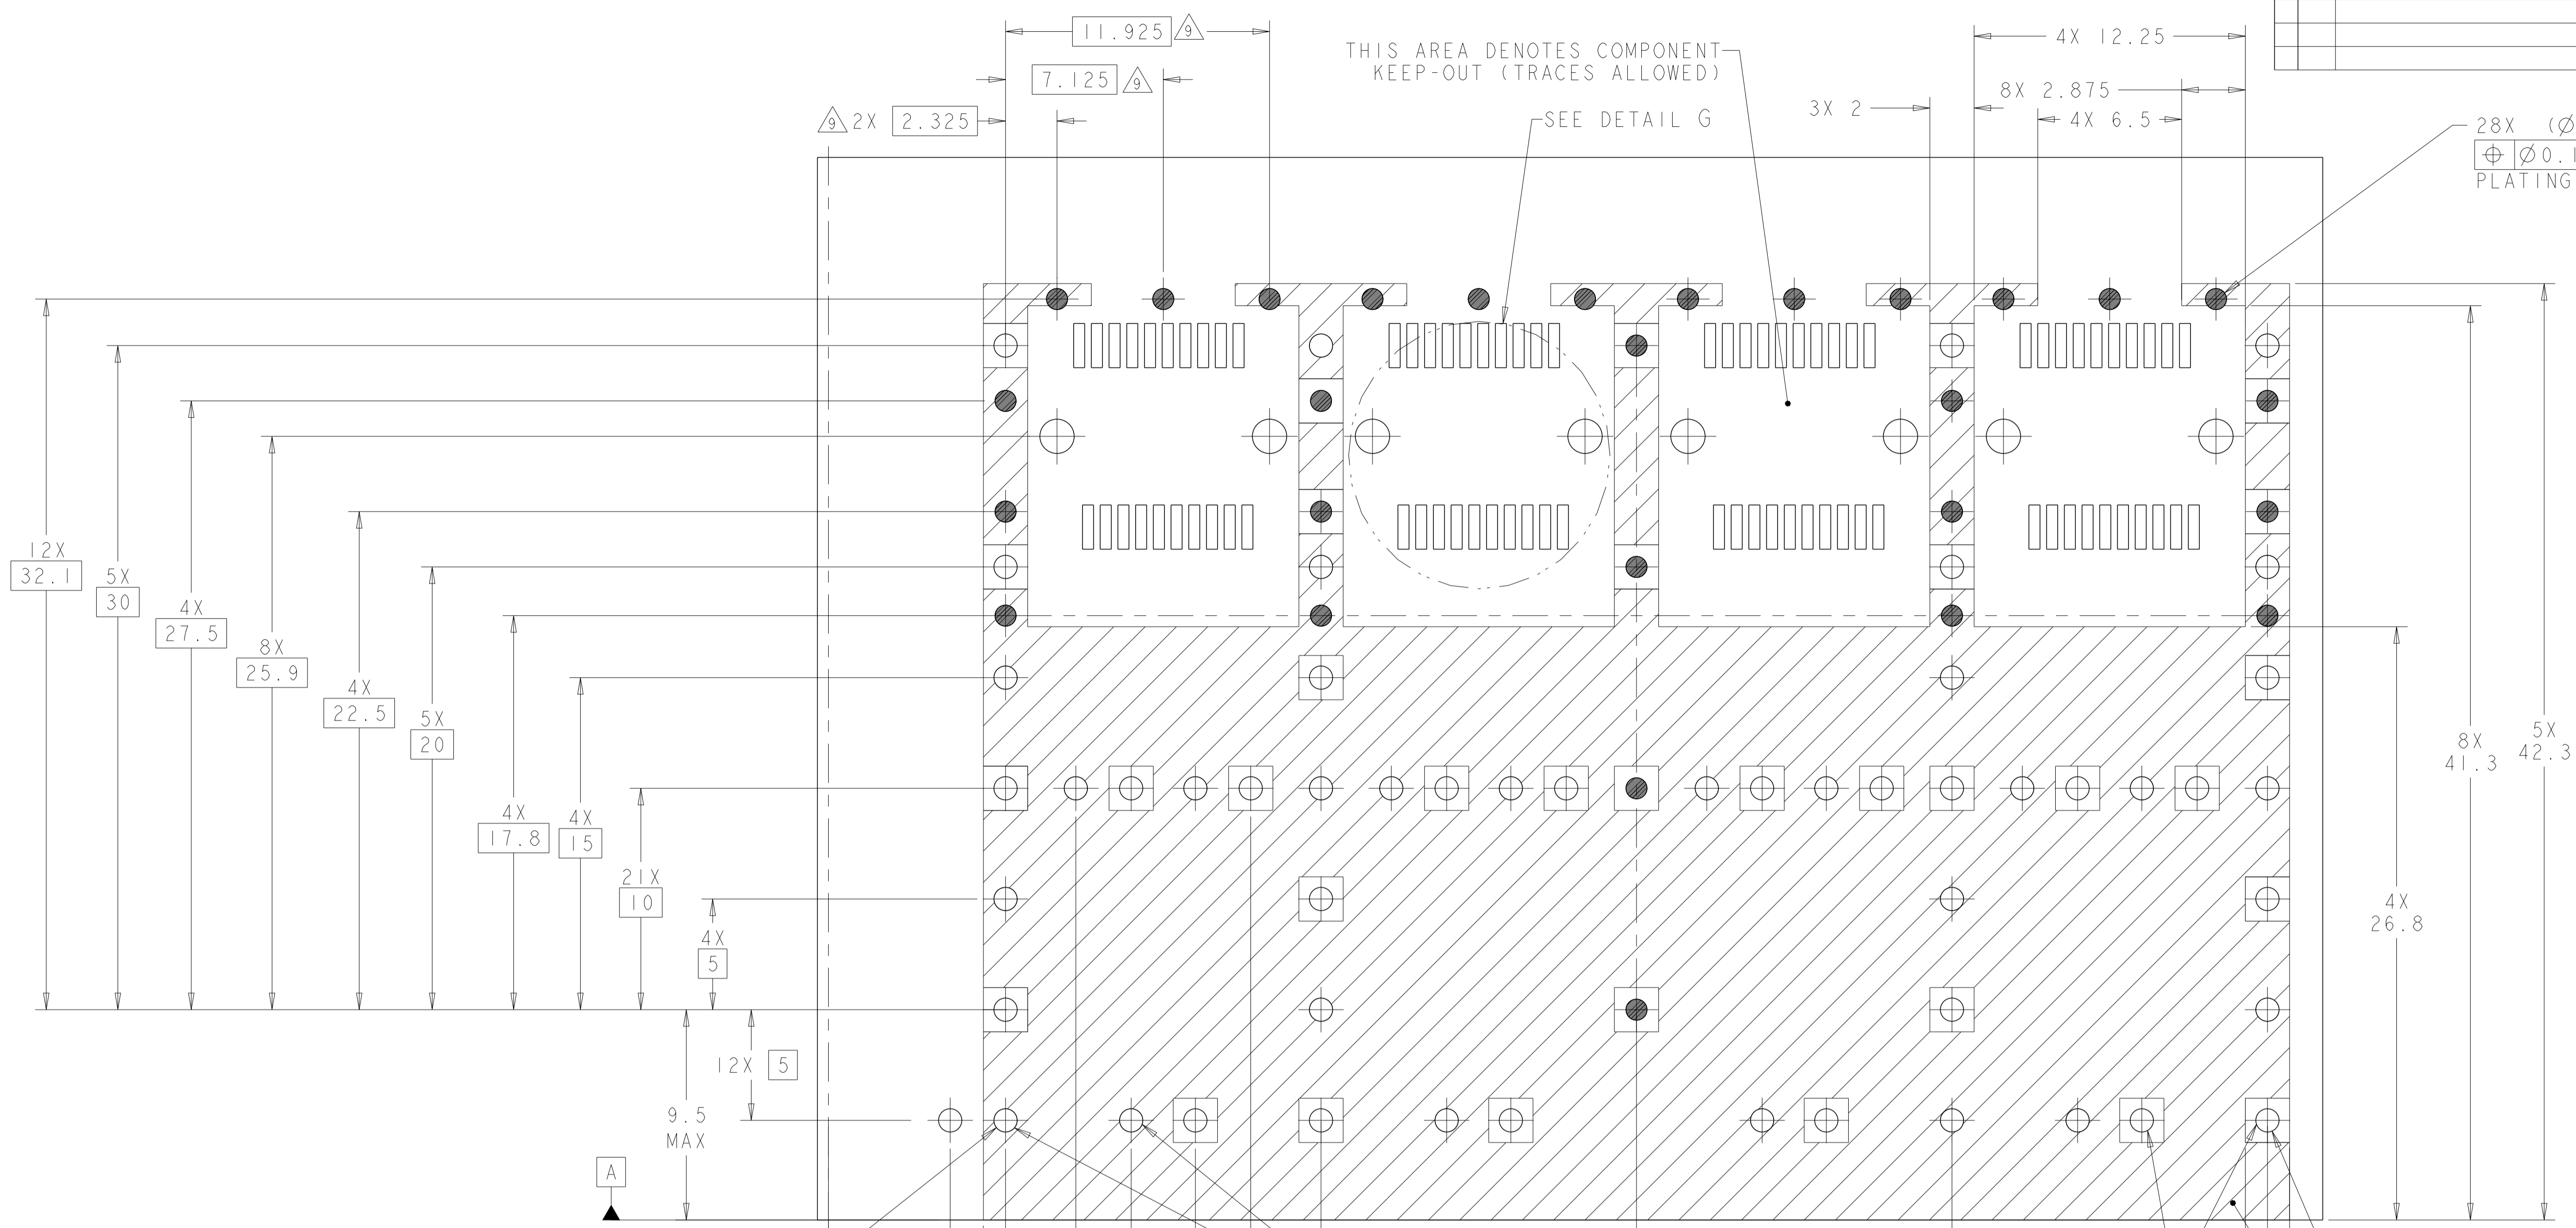 11.925 9
4X 12.25
THIS AREA DENOTES COMPONENT
KEEP-OUT (TRACES ALLOWED)
7.125 9
8X 2.875
3X 2
9 2X 2.325
SEE DETAIL G
4X 6.5
28X (Ø
⌖ Ø0.1
PLATING
12X
32.1
5X
30
4X
27.5
8X
25.9
4X
22.5
5X
20
4X
17.8
4X
15
21X
10
4X
5
12X 5
9.5
MAX
A
4X
26.8
8X
41.3
5X
42.3